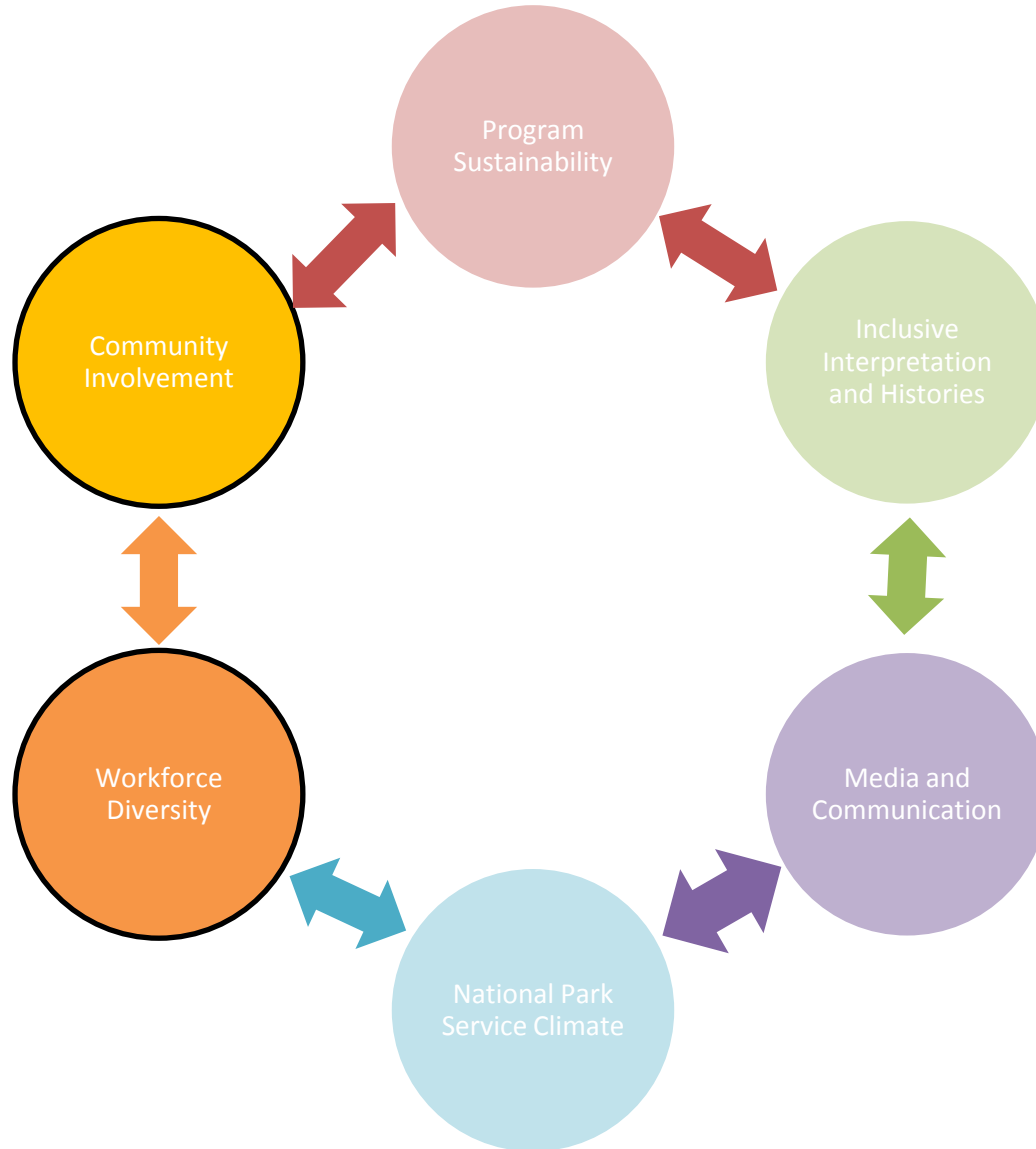 Program
Sustainability
Inclusive
Interpretation
and Histories
Media and
Communication
National Park
Service Climate
Workforce
Diversity
Community
Involvement